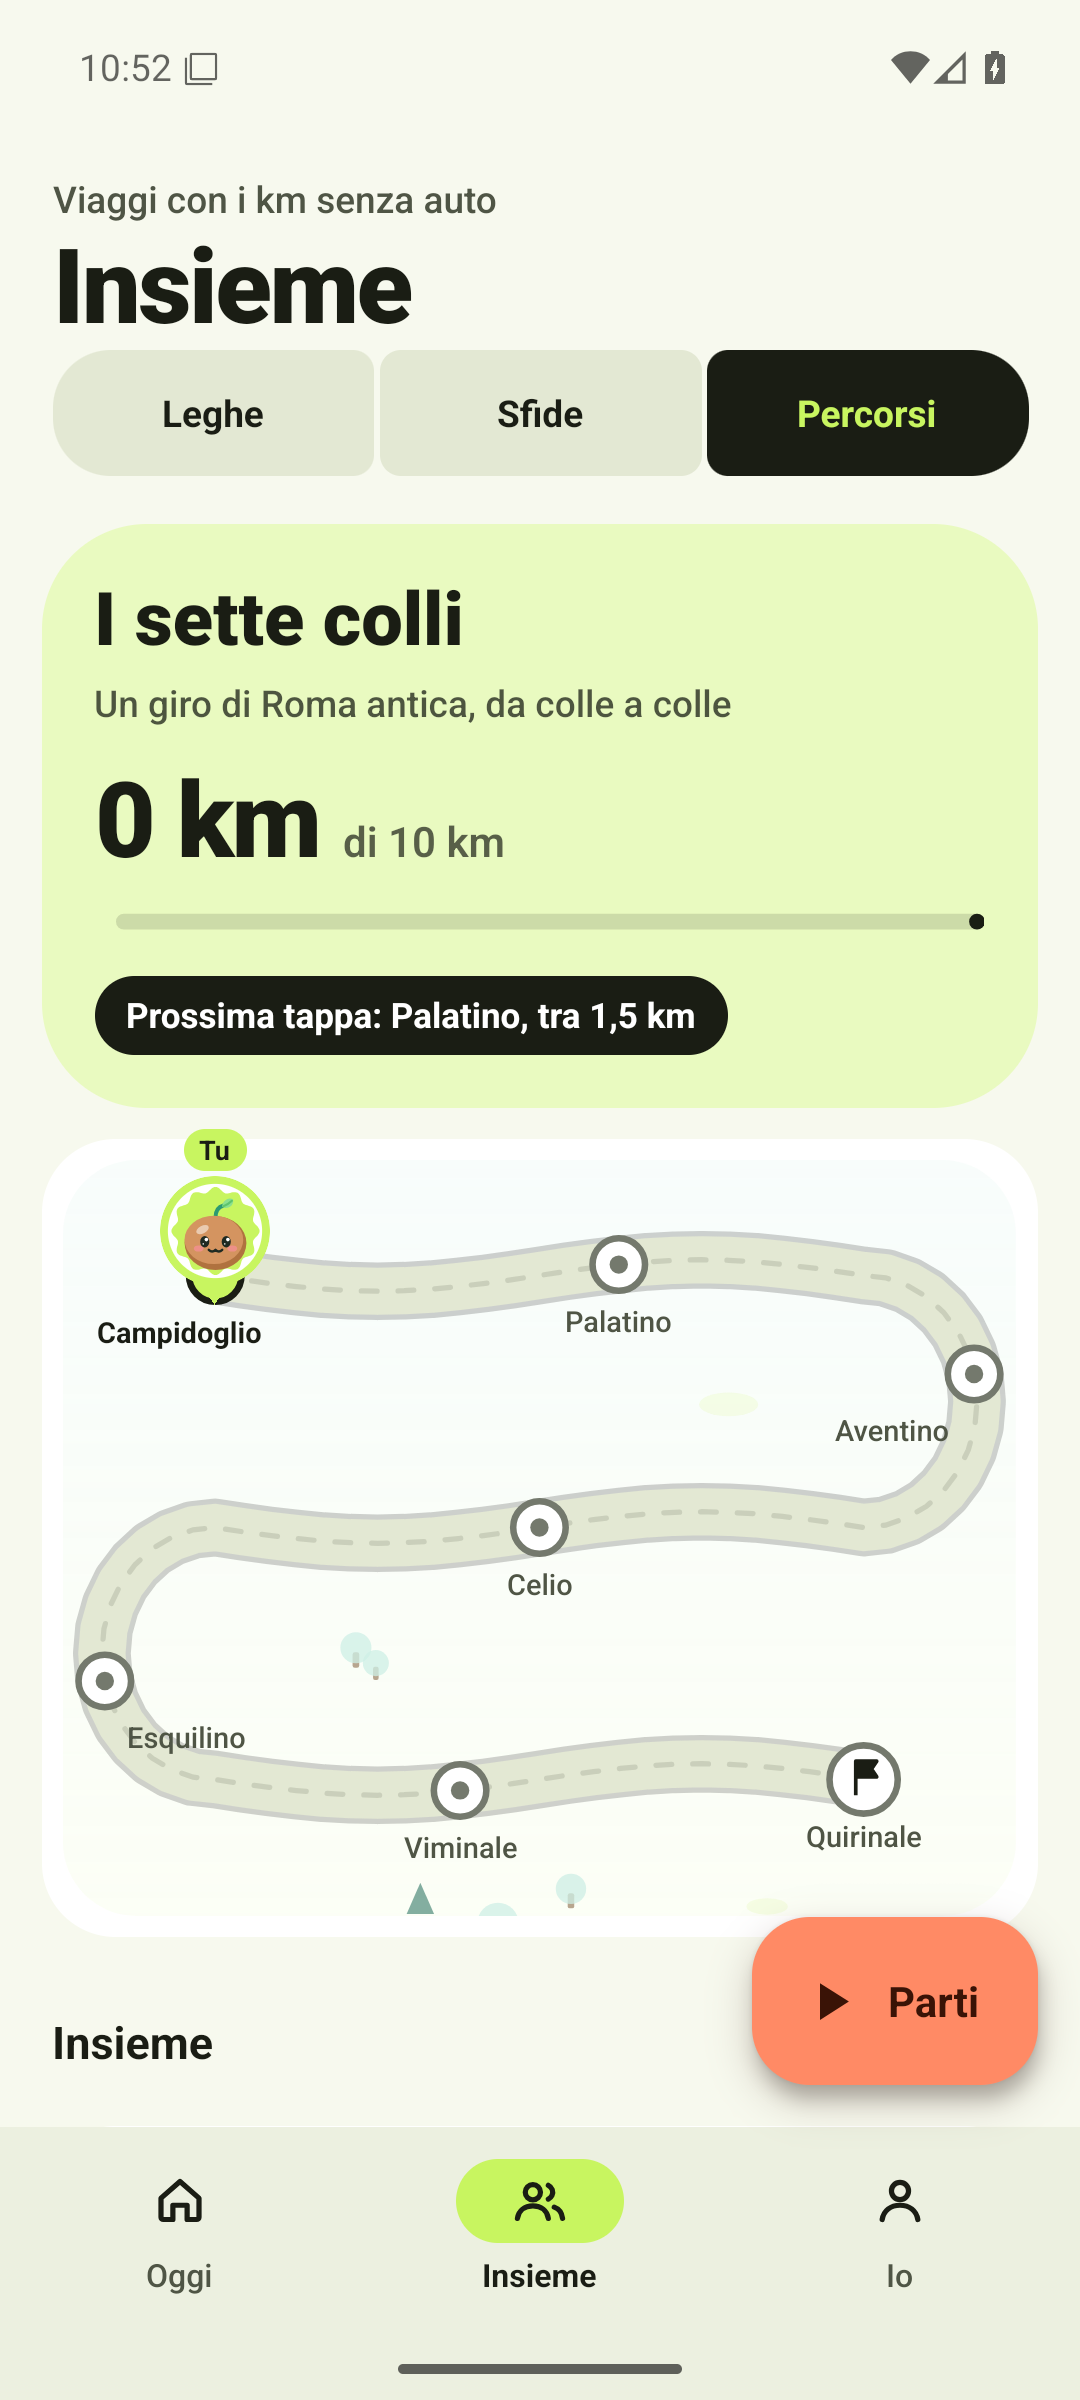 10:52
Viaggi con i km senza auto
Insieme
Leghe
Sfide
Percorsi
I sette colli
Un giro di Roma antica, da colle a colle
0 km di 10 km
Prossima tappa: Palatino, tra 1,5 km
Tu
Campidoglio
Palatino
Aventino
Celio
Esquilino
Viminale
Quirinale
Insieme
Parti
Oggi
Insieme
Io